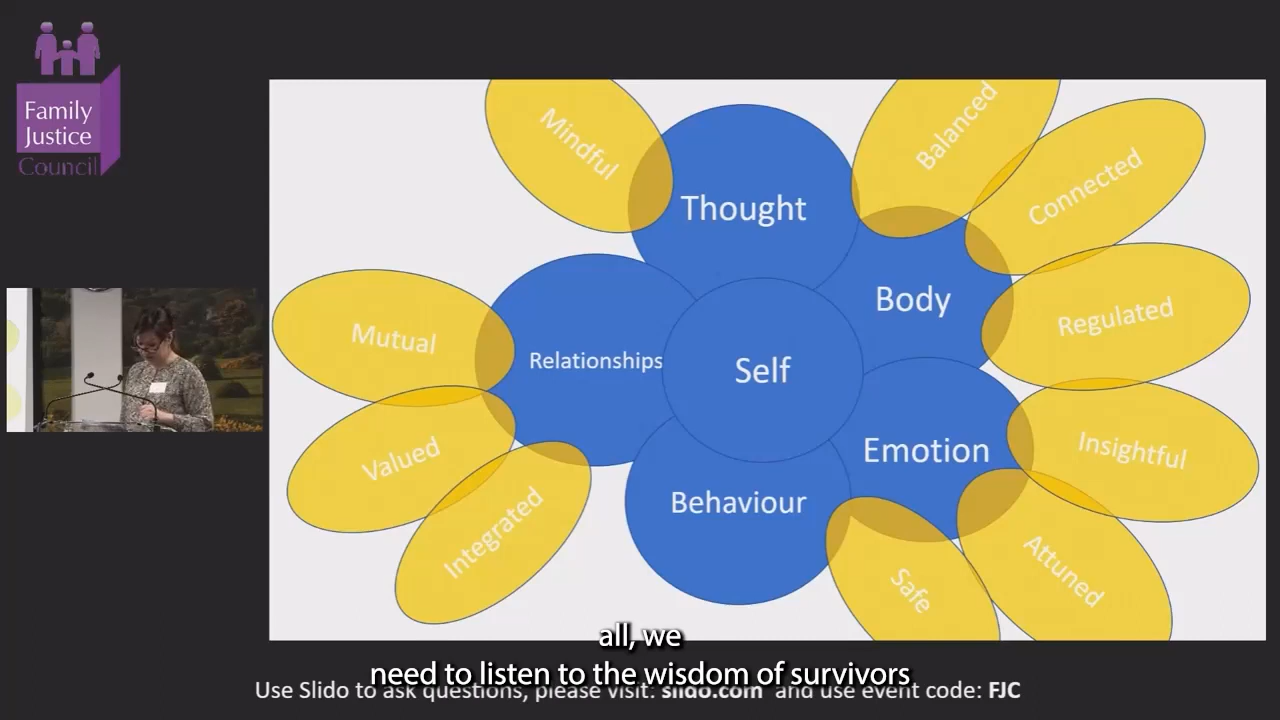 Family
Justice
Council
Mindful
Thought
Balanced
Connected
Body
Regulated
Mutual
Relationships
Self
Valued
Emotion
Insightful
Integrated
Behaviour
Safe
Attuned
all, we
need to listen to the wisdom of survivors
Use Slido to ask questions, please visit: slido.com and use event code: FJC